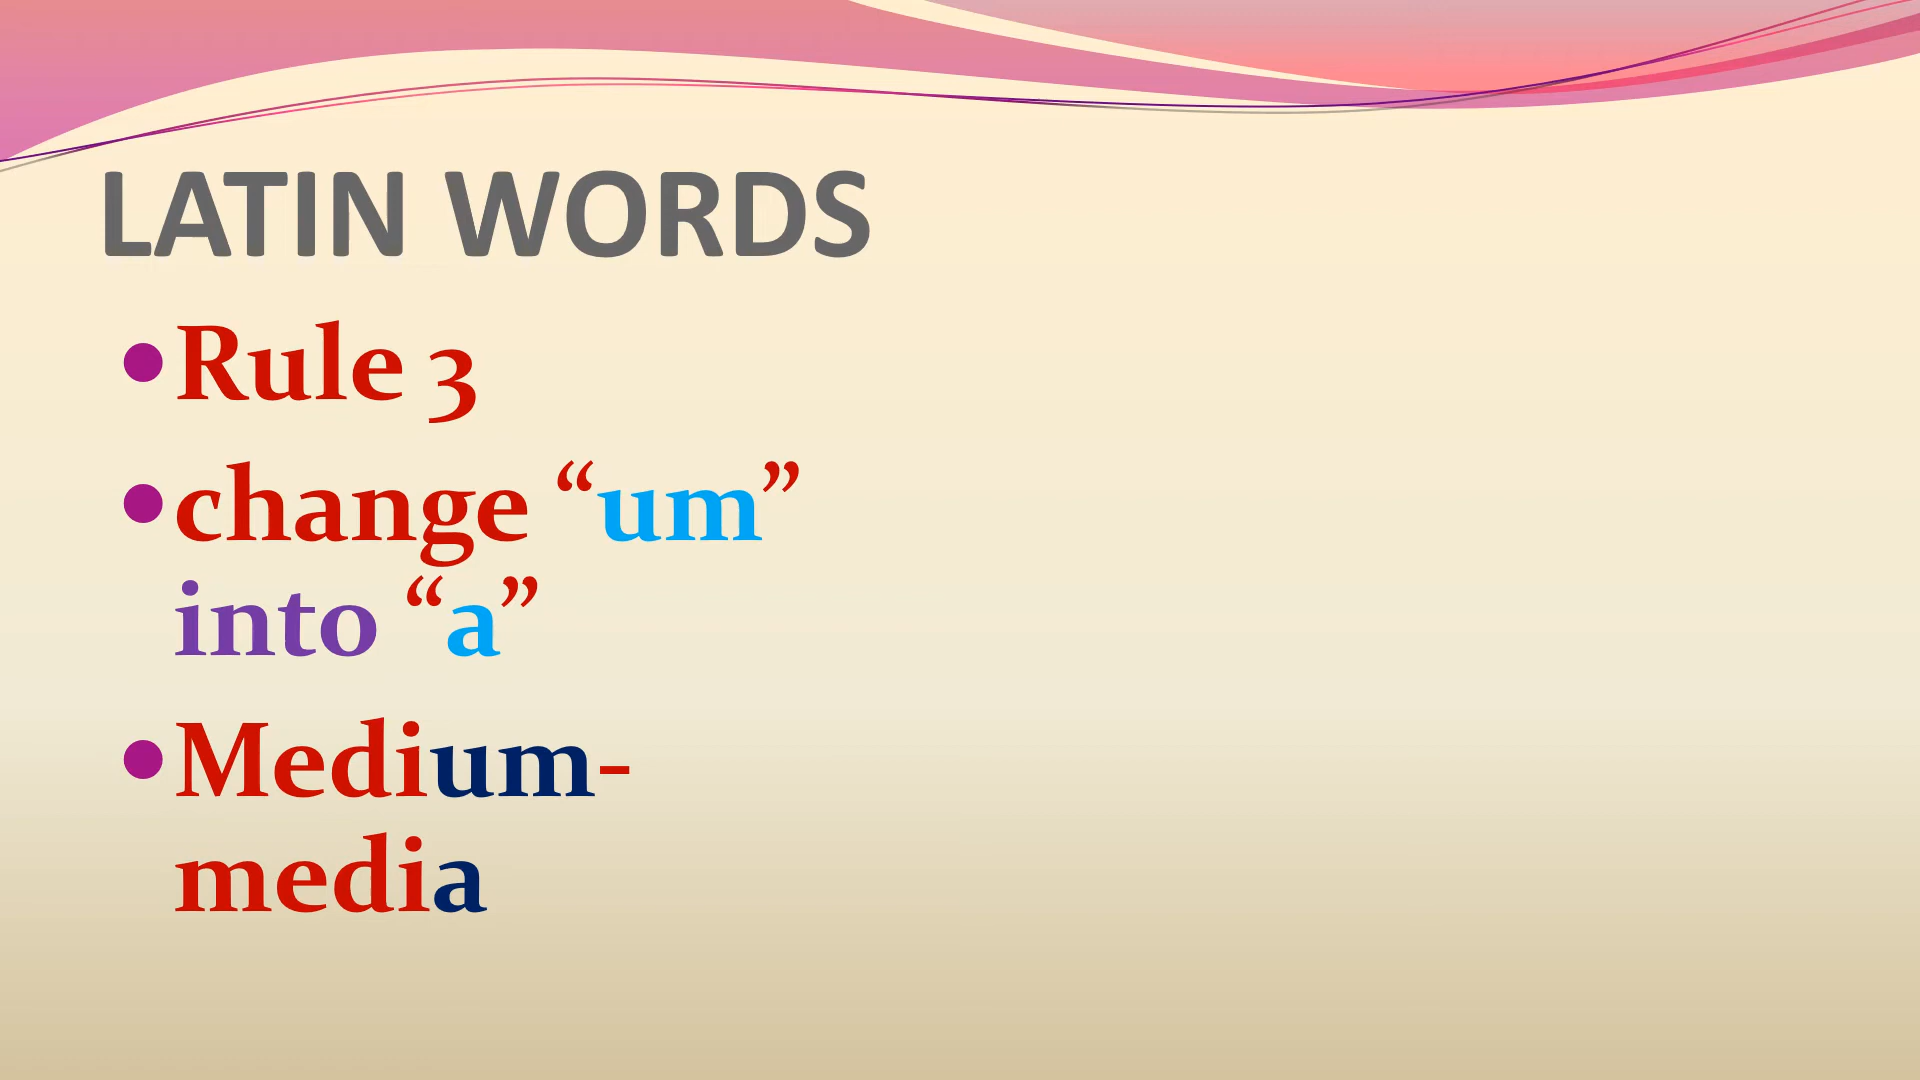 LATIN WORDS
•Rule 3
•change “um”
into “a”
•Medium-
media